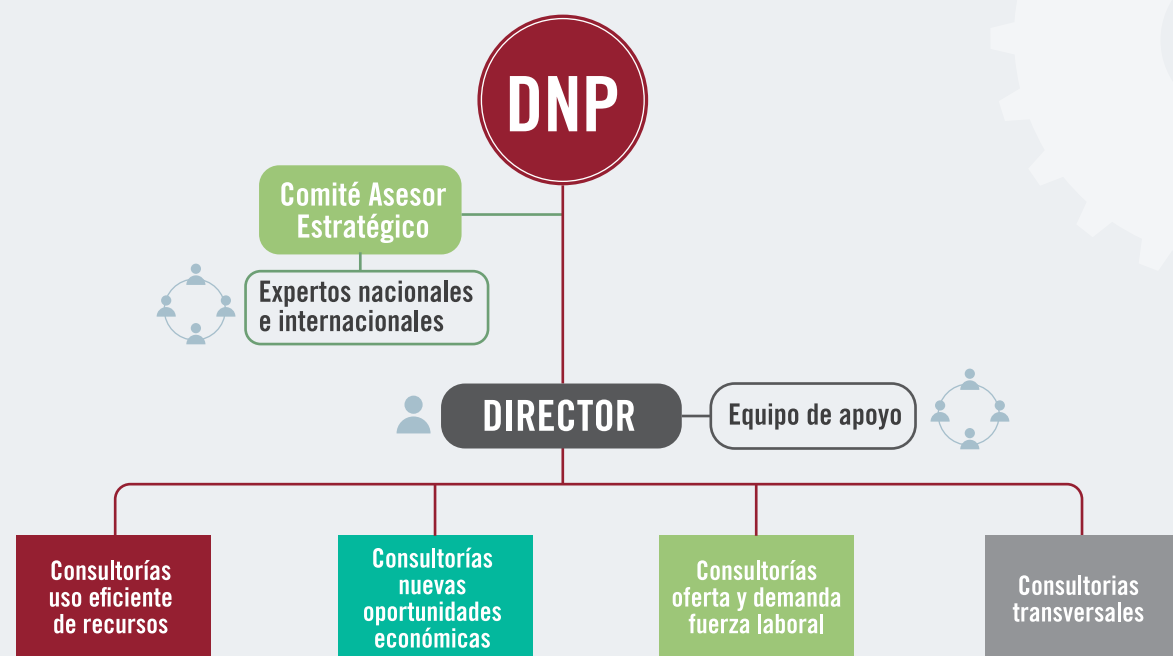 DNP
Comité Asesor
Estratégico
Expertos nacionales
e internacionales
DIRECTOR
Equipo de apoyo
Consultorías
uso eficiente
de recursos
Consultorías
nuevas
oportunidades
económicas
Consultorías
oferta y demanda
fuerza laboral
Consultorias
transversales